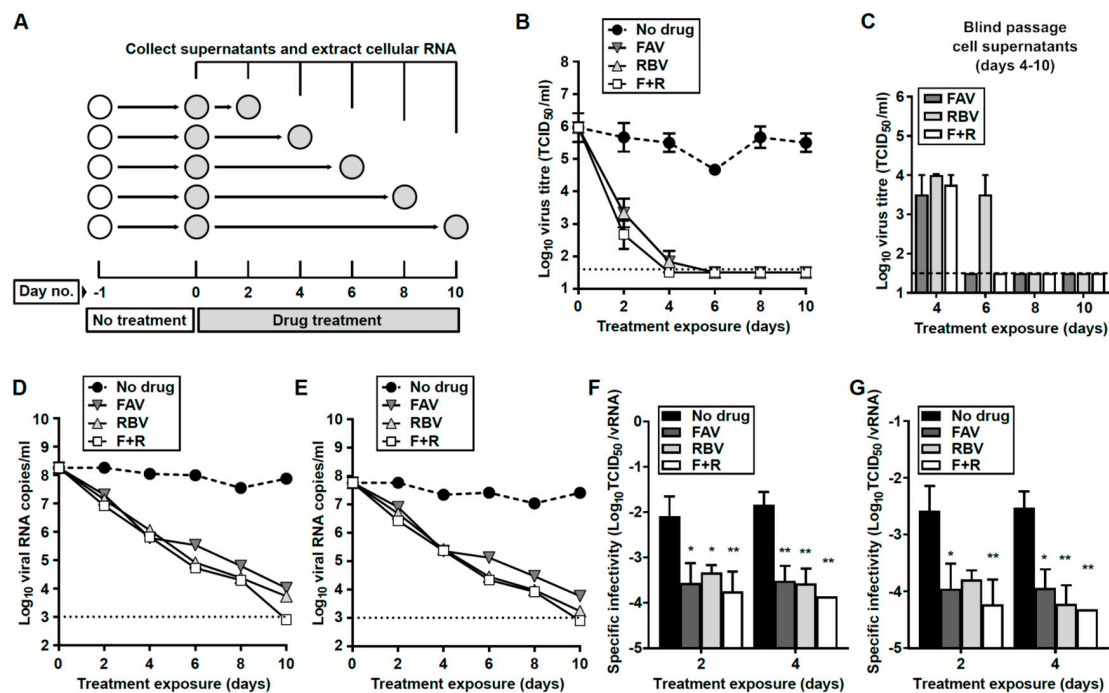 A
Collect supernatants and extract cellular RNA
Day no.
-1
0
2
4
6
8
10
No treatment
Drug treatment
B
No drug
FAV
RBV
F+R
Log10 virus titre (TCID50/ml)
9
8
7
6
5
4
3
2
1
0
2
4
6
8
10
Treatment exposure (days)
C
Blind passage
cell supernatants
(days 4-10)
FAV
RBV
F+R
Log10 virus titre (TCID50/ml)
6
5
4
3
2
1
4
6
8
10
Treatment exposure (days)
D
No drug
FAV
RBV
F+R
Log10 viral RNA copies/ml
10
9
8
7
6
5
4
3
2
0
2
4
6
8
10
Treatment exposure (days)
E
No drug
FAV
RBV
F+R
Log10 viral RNA copies/ml
10
9
8
7
6
5
4
3
2
0
2
4
6
8
10
Treatment exposure (days)
F
No drug
FAV
RBV
F+R
Specific infectivity (Log10 TCID50/vRNA)
-0
-1
-2
-3
-4
-5
* * **
** ** **
2
4
Treatment exposure (days)
G
No drug
FAV
RBV
F+R
Specific infectivity (Log10 TCID50/vRNA)
-1
-2
-3
-4
-5
* **
* ** **
2
4
Treatment exposure (days)